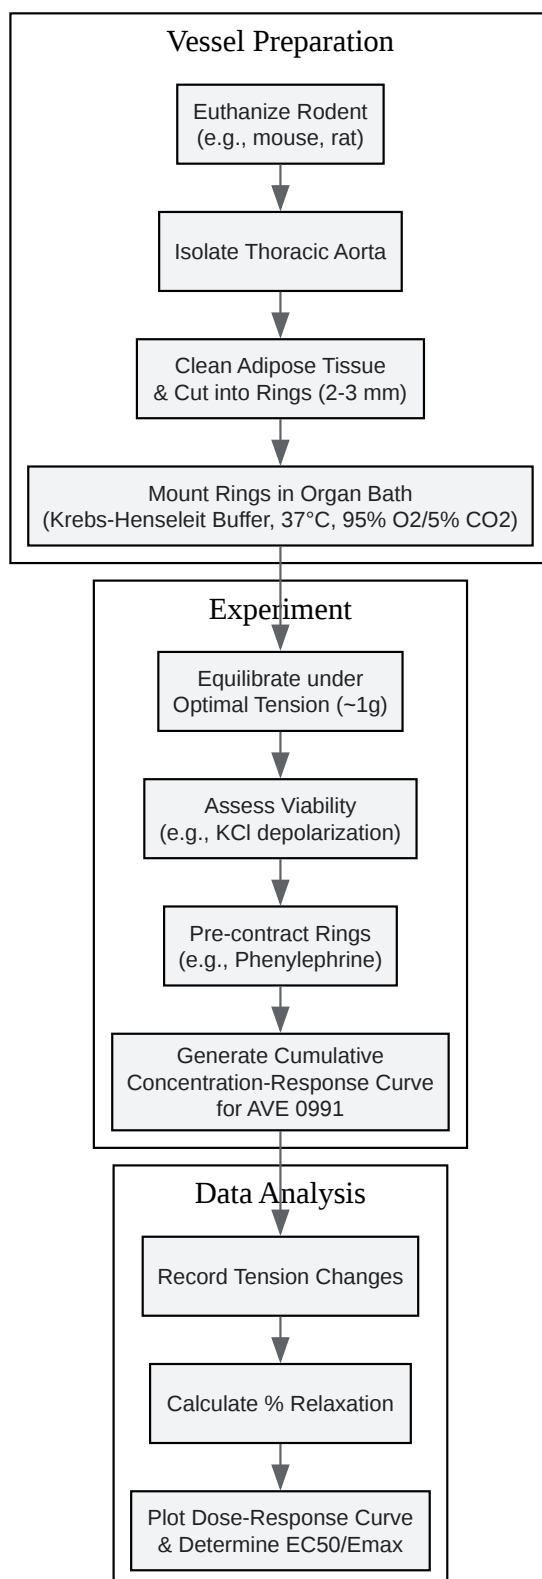 Vessel Preparation
Euthanize Rodent
(e.g., mouse, rat)
Isolate Thoracic Aorta
Clean Adipose Tissue
& Cut into Rings (2-3 mm)
Mount Rings in Organ Bath
(Krebs-Henseleit Buffer, 37°C, 95% O2/5% CO2)
Experiment
Equilibrate under
Optimal Tension (~1g)
Assess Viability
(e.g., KCl depolarization)
Pre-contract Rings
(e.g., Phenylephrine)
Generate Cumulative
Concentration-Response Curve
for AVE 0991
Data Analysis
Record Tension Changes
Calculate % Relaxation
Plot Dose-Response Curve
& Determine EC50/Emax